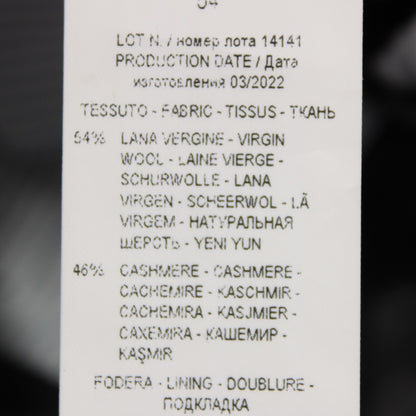 54
LOT N. / номер лота 14141
PRODUCTION DATE / Дата
изготовления 03/2022
TESSUTO - FABRIC - TISSUS - ТКАНЬ
54% LANA VERGINE - VIRGIN
WOOL - LAINE VIERGE -
SCHURWOLLE - LANA
VIRGEN - SCHEERWOL - LÃ
VIRGEM - НАТУРАЛЬНАЯ
ШЕРСТЬ - YENI YUN
46% CASHMERE - CASHMERE -
CACHEMIRE - KASCHMIR -
CACHEMIRA - KASJMIER -
CAXEMIRA - КАШЕМИР -
KAŞMIR
FODERA - LINING - DOUBLURE -
ПОДКЛАДКА